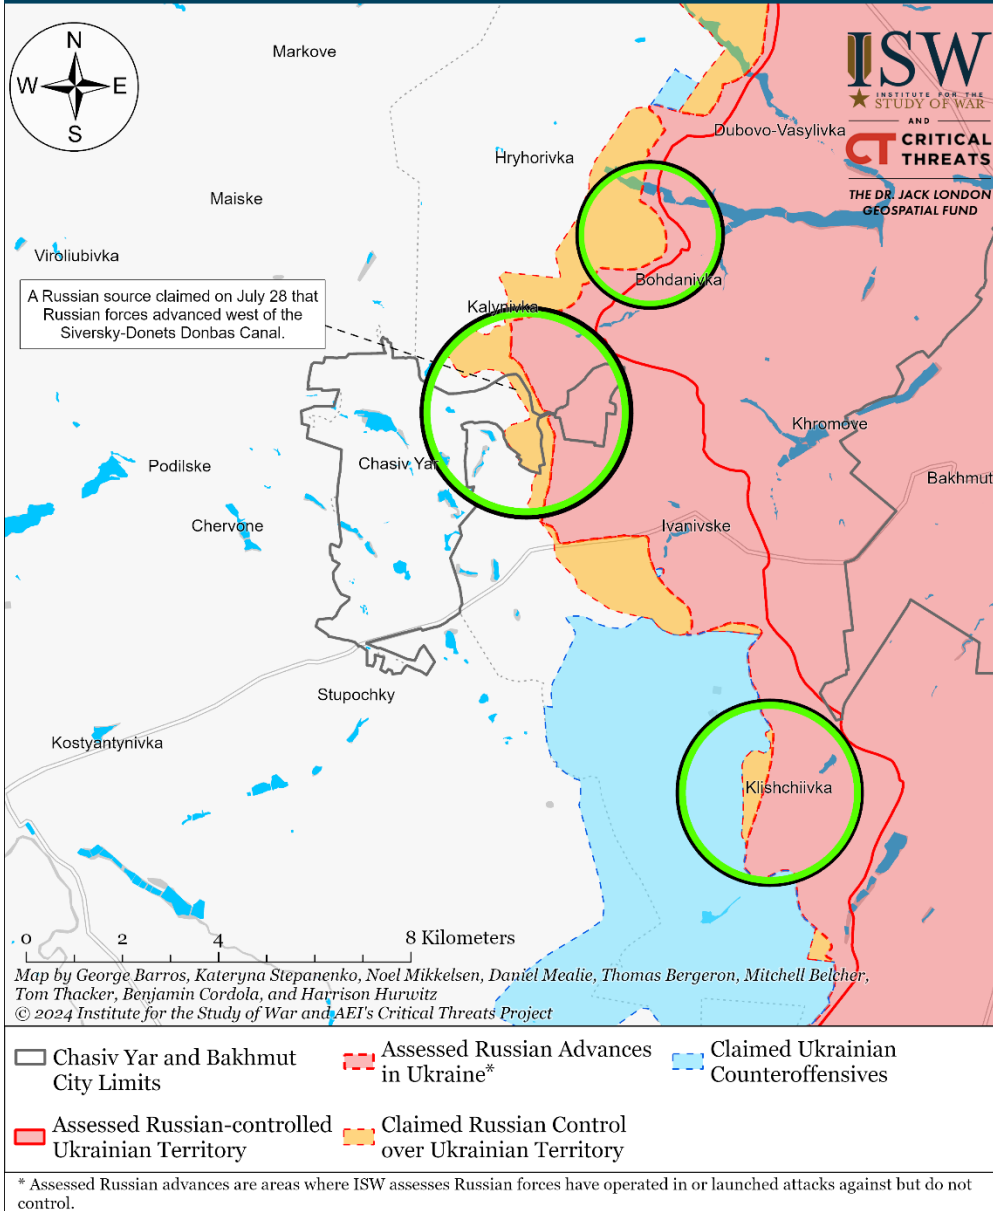 N
W
E
S
Markove
ISW
INSTITUTE FOR THE
STUDY OF WAR
AND
CT CRITICAL
THREATS
THE DR. JACK LONDON
GEOSPATIAL FUND
Dubovo-Vasylivka
Hryhorivka
Maiske
Viroliubivka
Bohdanivka
A Russian source claimed on July 28 that
Russian forces advanced west of the
Siversky-Donets Donbas Canal.
Kalynivka
Khromove
Podilske
Chasiv Yar
Bakhmut
Chervone
Ivanivske
Stupochky
Kostyantynivka
Klishchiivka
0 2 4 8 Kilometers
Map by George Barros, Kateryna Stepanenko, Noel Mikkelsen, Daniel Mealie, Thomas Bergeron, Mitchell Belcher,
Tom Thacker, Benjamin Cordola, and Harrison Hurwitz
© 2024 Institute for the Study of War and AEI's Critical Threats Project
Chasiv Yar and Bakhmut
City Limits
Assessed Russian Advances
in Ukraine*
Claimed Ukrainian
Counteroffensives
Assessed Russian-controlled
Ukrainian Territory
Claimed Russian Control
over Ukrainian Territory
* Assessed Russian advances are areas where ISW assesses Russian forces have operated in or launched attacks against but do not
control.